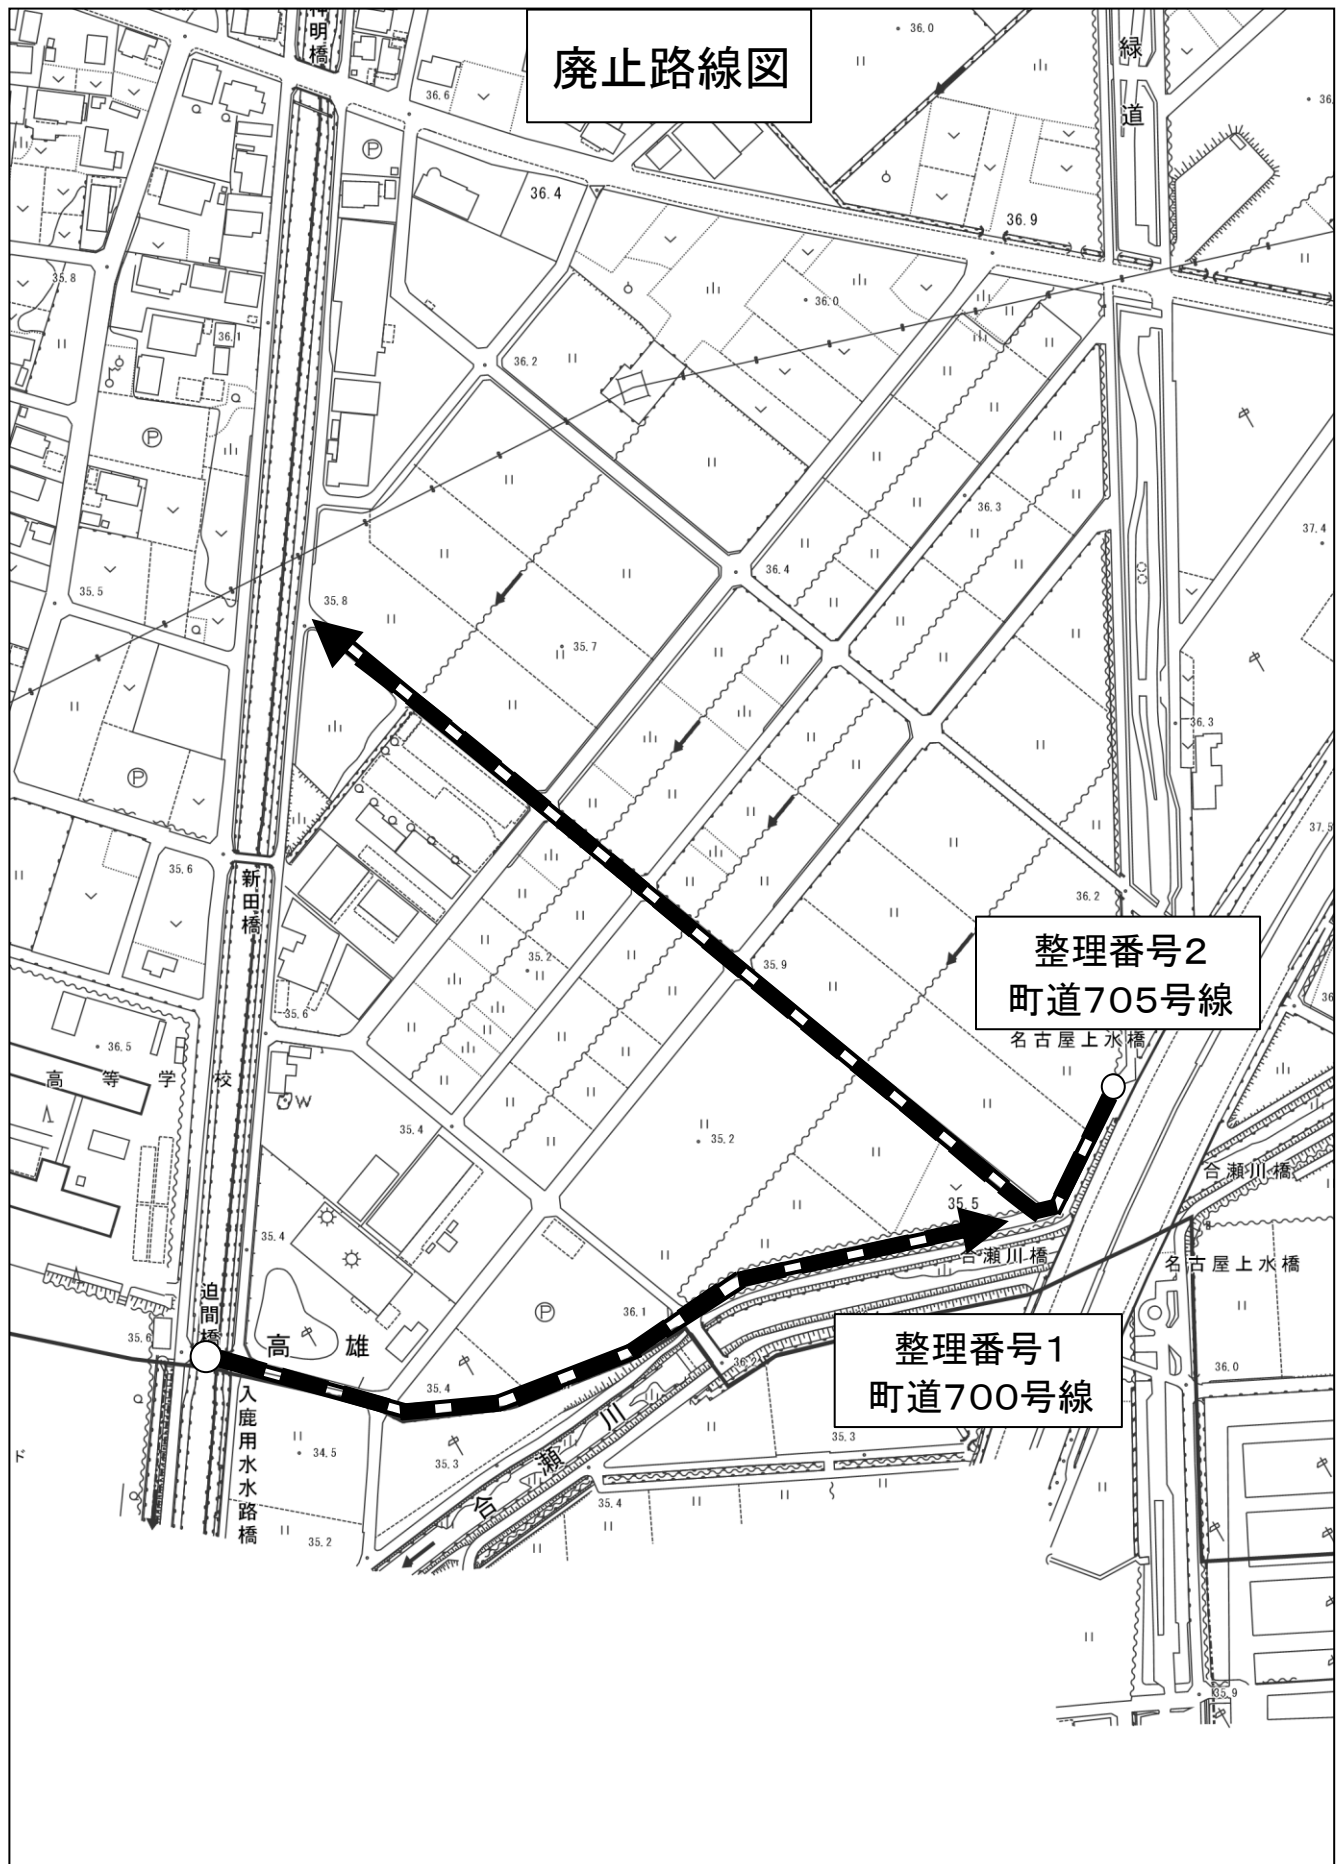 廃止路線図
神明橋
緑道
36.0
36.6
36.4
36.9
35.8
36.0
36.1
36.2
36.3
37.4
36.4
35.5
35.8
35.7
36.3
37.5
35.6
新田橋
36.2
整理番号2
町道705号線
35.2
35.9
35.6
36.5
名古屋上水橋
高等学校
W
35.4
35.2
合瀬川橋
35.5
35.4
合瀬川橋
名古屋上水橋
迫間橋
36.1
35.6
高雄
整理番号1
町道700号線
36.2
36.0
35.4
入鹿用水水路橋
合瀬川
34.5
35.3
35.3
ド
35.4
35.2
35.9
P
P
P
P